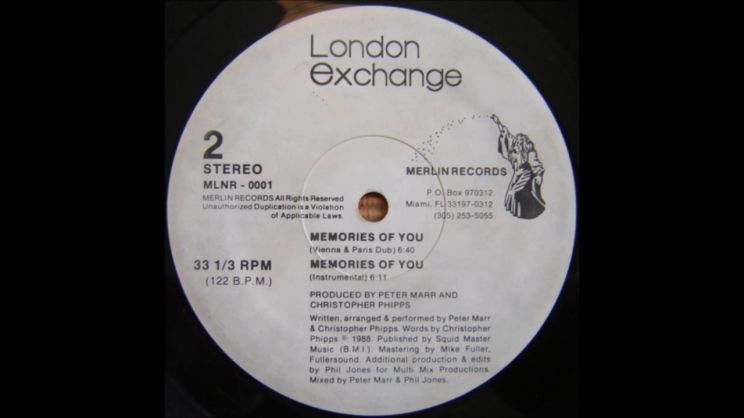 London
exchange
2
STEREO
MLNR - 0001
MERLIN RECORDS All Rights Reserved
Unauthorized Duplication is a Violation
of Applicable Laws.
MERLIN RECORDS
P.O. Box 970312
Miami, FL 33197-0312
(305) 253-5055
33 1/3 RPM
(122 B.P.M.)
MEMORIES OF YOU
(Vienna & Paris Dub) 6:40
MEMORIES OF YOU
(Instrumental) 6:11
PRODUCED BY PETER MARR AND
CHRISTOPHER PHIPPS
Written, arranged & performed by Peter Marr
& Christopher Phipps. Words by Christopher
Phipps © 1988. Published by Squid Master
Music (B.M.I.). Mastering by Mike Fuller,
Fullersound. Additional production & edits
by Phil Jones for Multi Mix Productions.
Mixed by Peter Marr & Phil Jones.